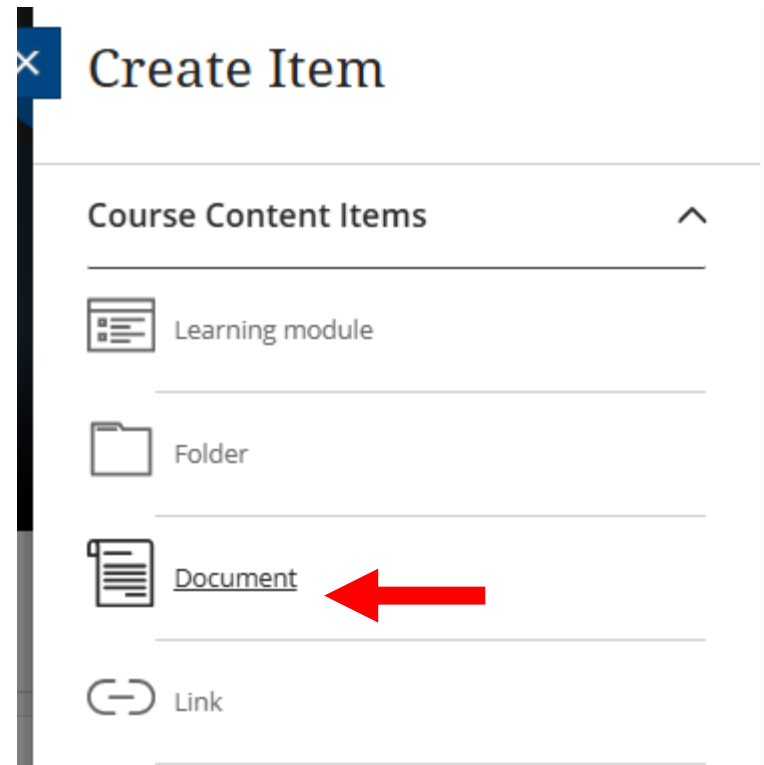 Create Item
Course Content Items
Learning module
Folder
Document
Link